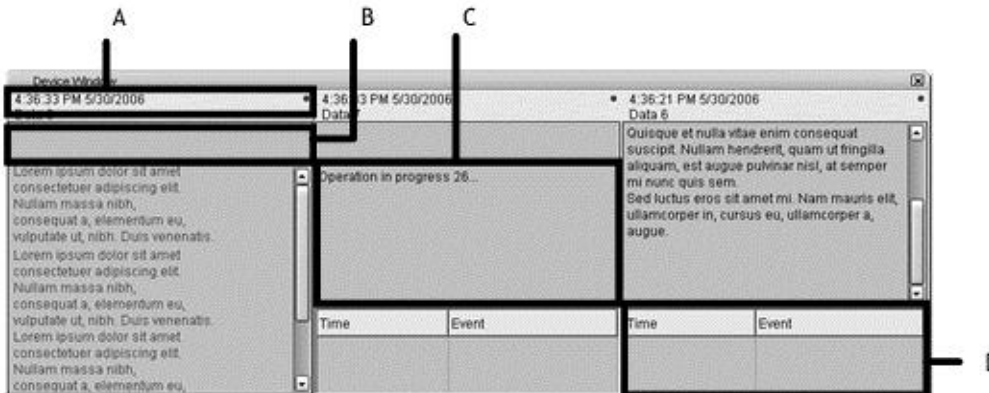 A B C
Device Window
4:36:33 PM 5/30/2006
Data 8
Lorem ipsum dolor sit amet
consectetuer adipiscing elit.
Nullam massa nibh,
consequat a, elementum eu,
vulputate ut, nibh. Duis venenatis.
Lorem ipsum dolor sit amet
consectetuer adipiscing elit.
Nullam massa nibh,
consequat a, elementum eu,
vulputate ut, nibh. Duis venenatis.
Lorem ipsum dolor sit amet
consectetuer adipiscing elit.
Nullam massa nibh,
consequat a, elementum eu,
PM 5/30/2006
Data 7
Operation in progress 26...
Time Event
4:36:21 PM 5/30/2006
Data 6
Quisque et nulla vitae enim consequat
suscipit. Nullam hendrerit, quam ut fringilla
aliquam, est augue pulvinar nisl, at semper
mi nunc quis sem.
Sed luctus eros sit amet mi. Nam mauris elit,
ullamcorper in, cursus eu, ullamcorper a,
augue.
Time Event